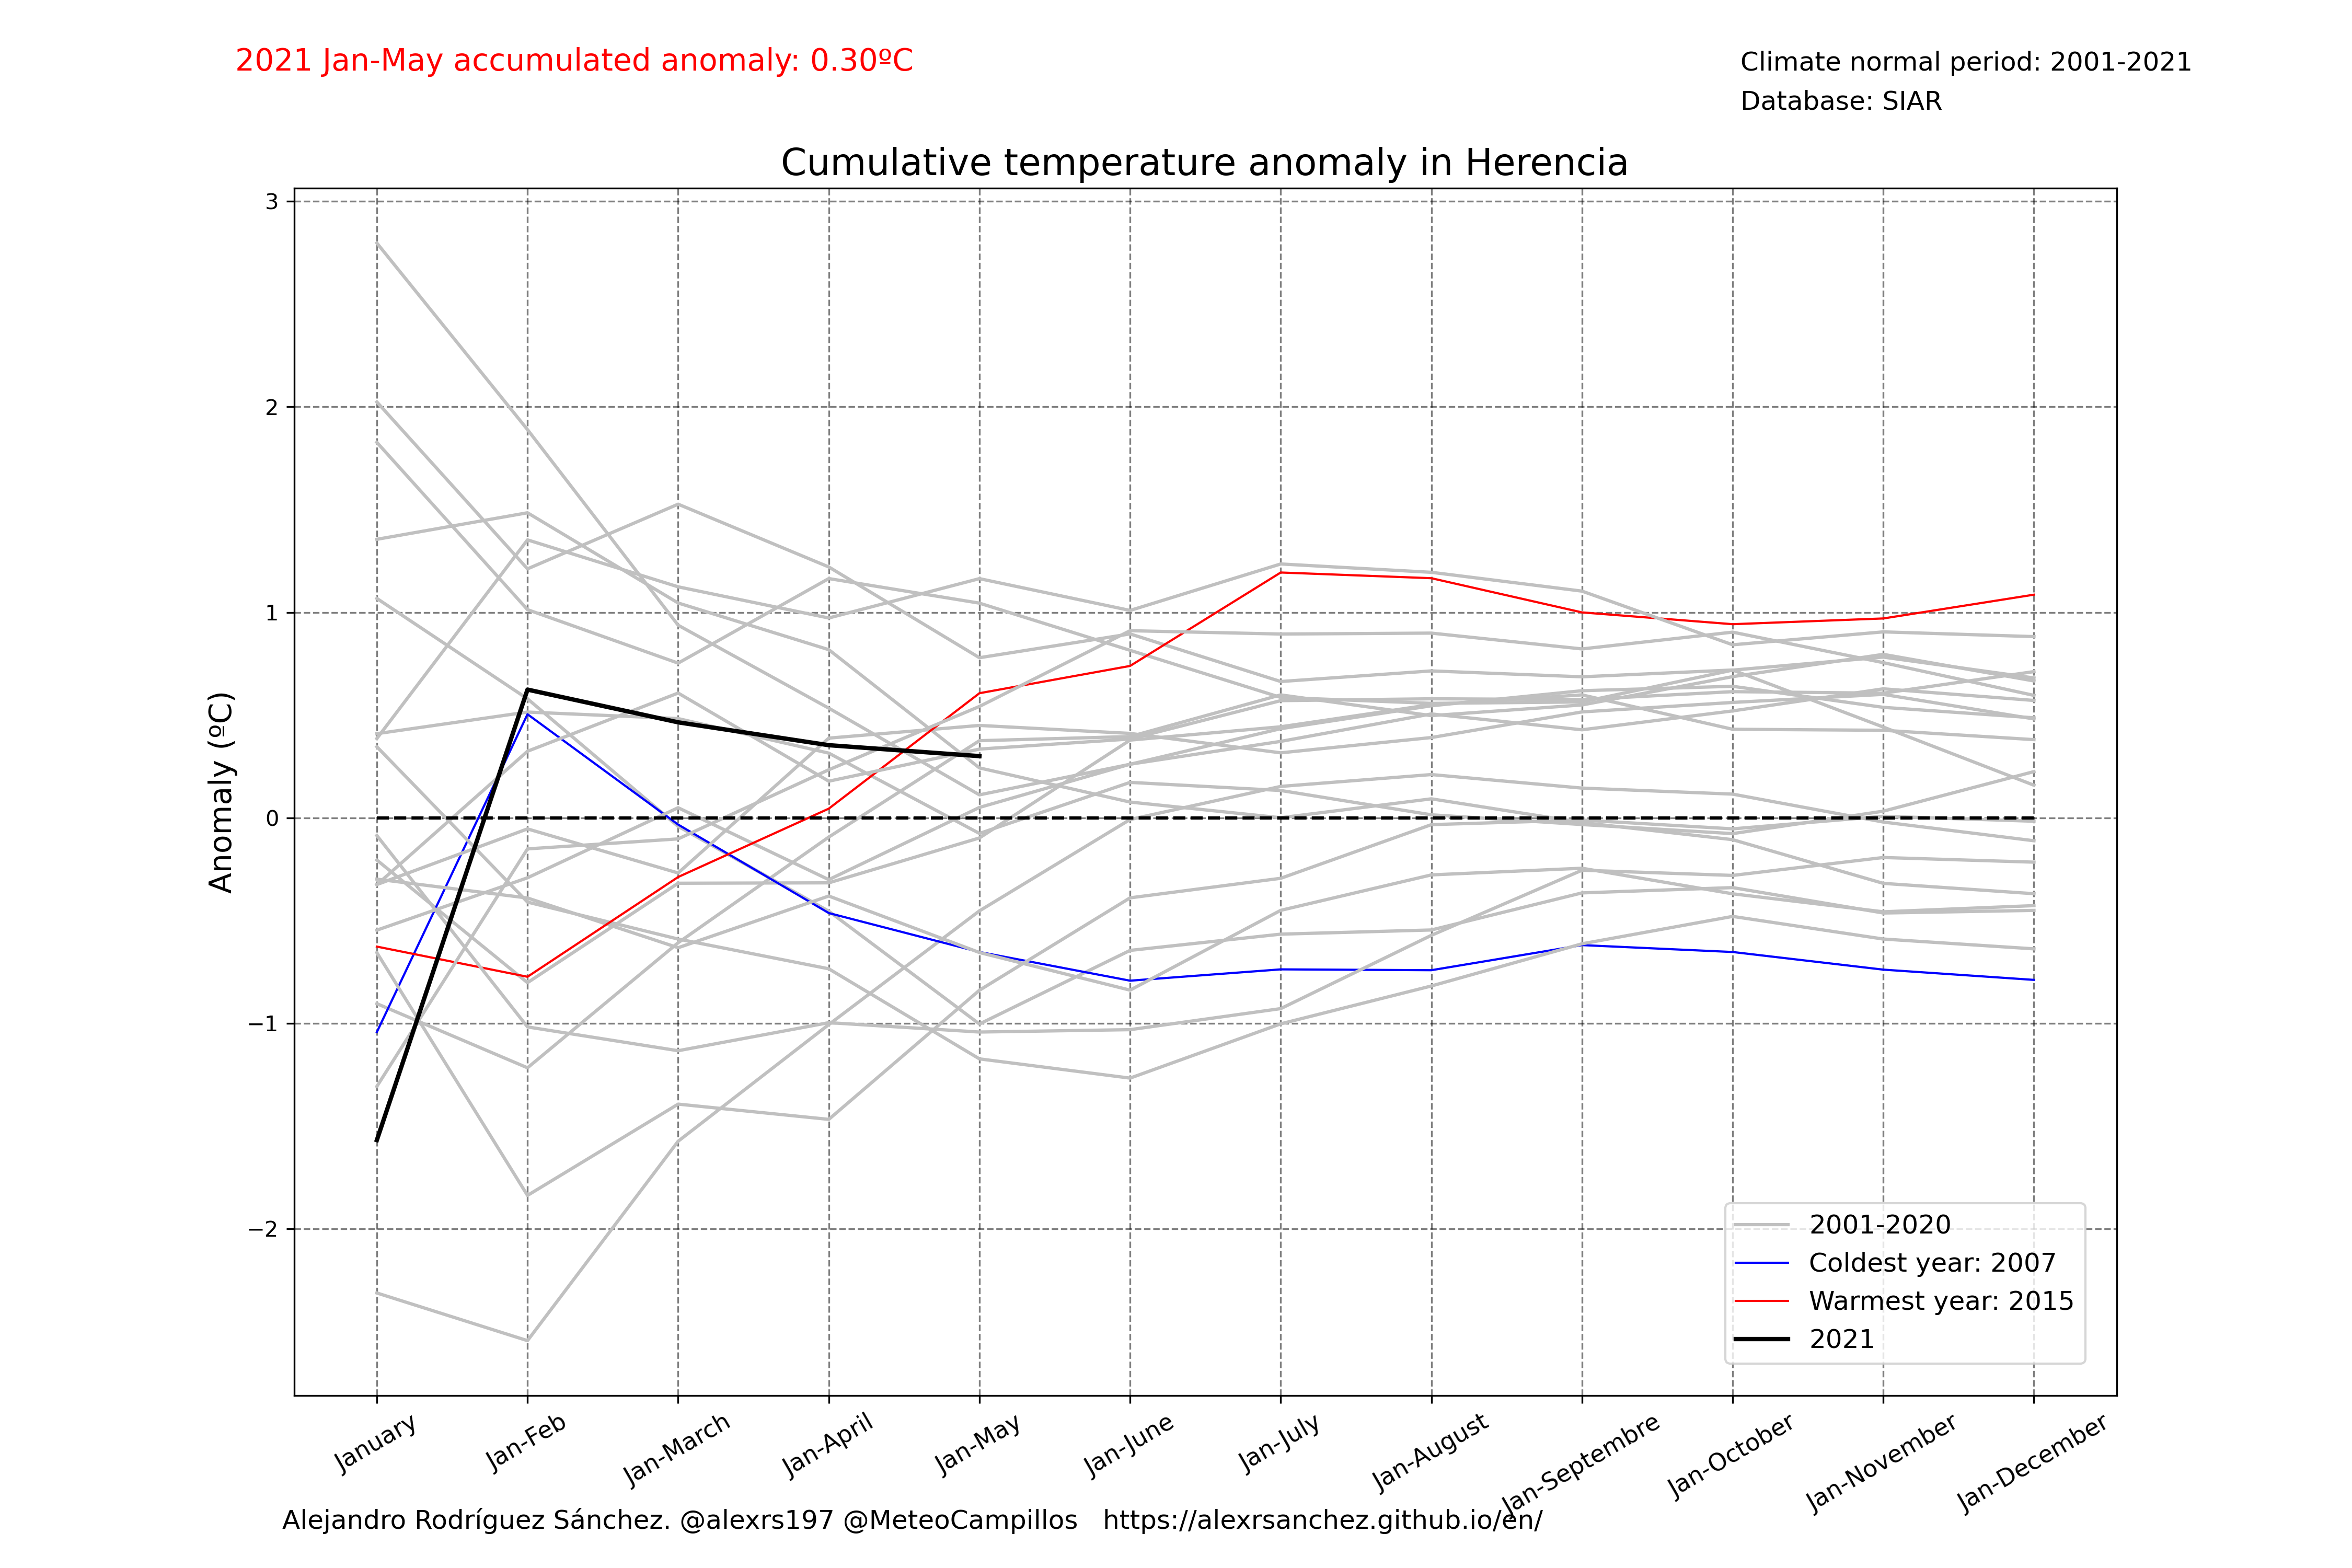 2021 Jan-May accumulated anomaly: 0.30ºC
Climate normal period: 2001-2021
Database: SIAR
Cumulative temperature anomaly in Herencia
Anomaly (ºC)
3
2
1
0
−1
−2
2001-2020
Coldest year: 2007
Warmest year: 2015
2021
January
Jan-Feb
Jan-March
Jan-April
Jan-May
Jan-June
Jan-July
Jan-August
Jan-Septembre
Jan-October
Jan-November
Jan-December
Alejandro Rodríguez Sánchez. @alexrs197 @MeteoCampillos https://alexrsanchez.github.io/en/